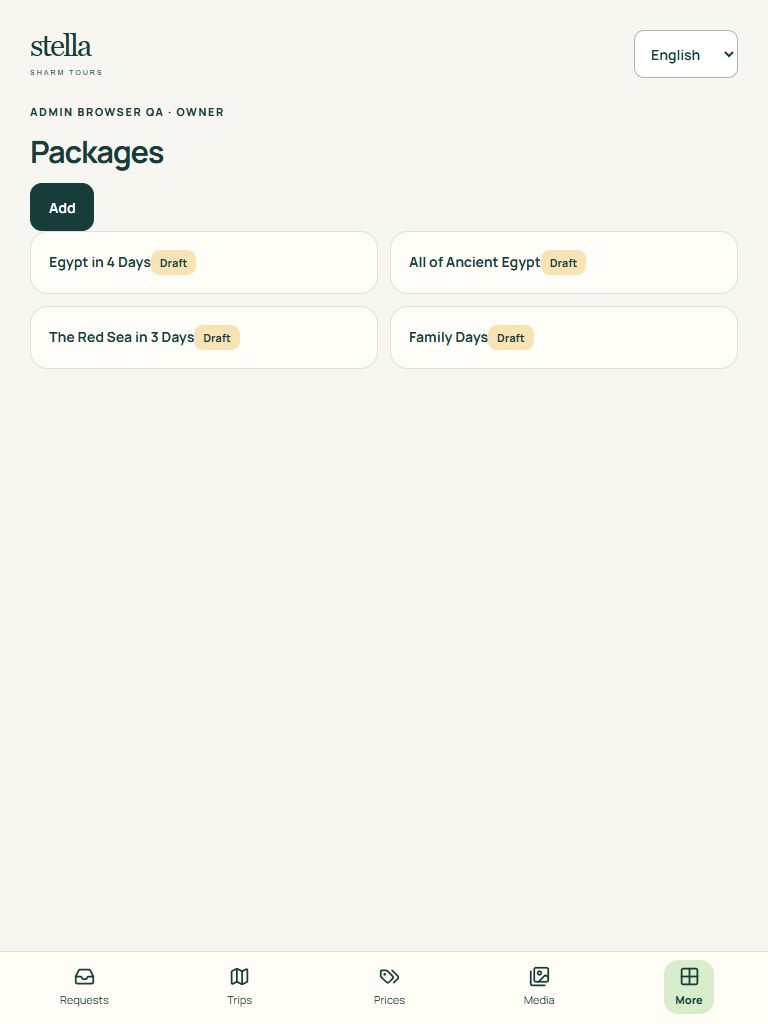 stella
SHARM TOURS
English
ADMIN BROWSER QA · OWNER
Packages
Add
Egypt in 4 Days Draft
All of Ancient Egypt Draft
The Red Sea in 3 Days Draft
Family Days Draft
Requests
Trips
Prices
Media
More